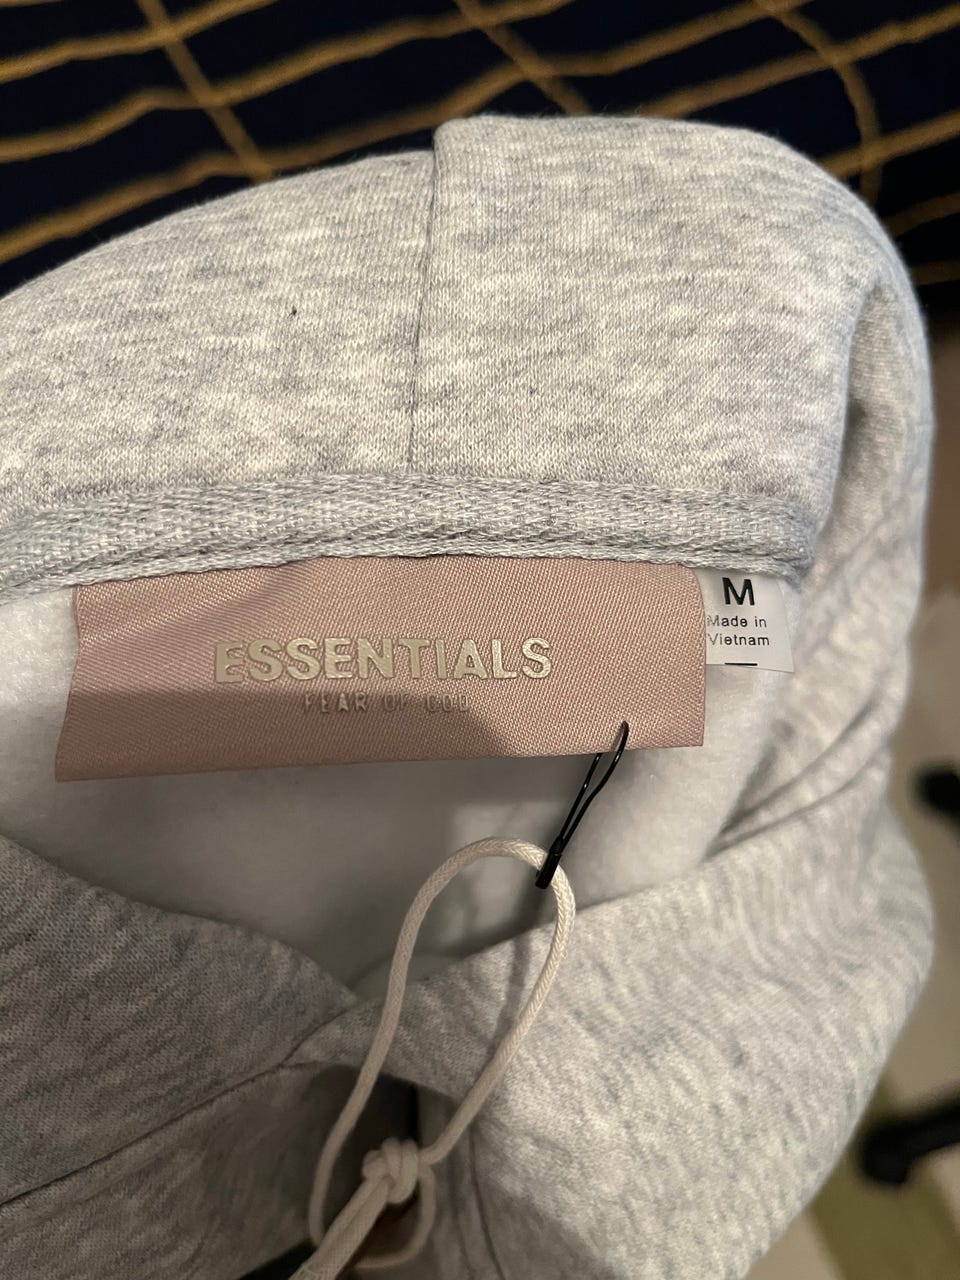 ESSENTIALS
FEAR OF GOD
M
Made in
Vietnam